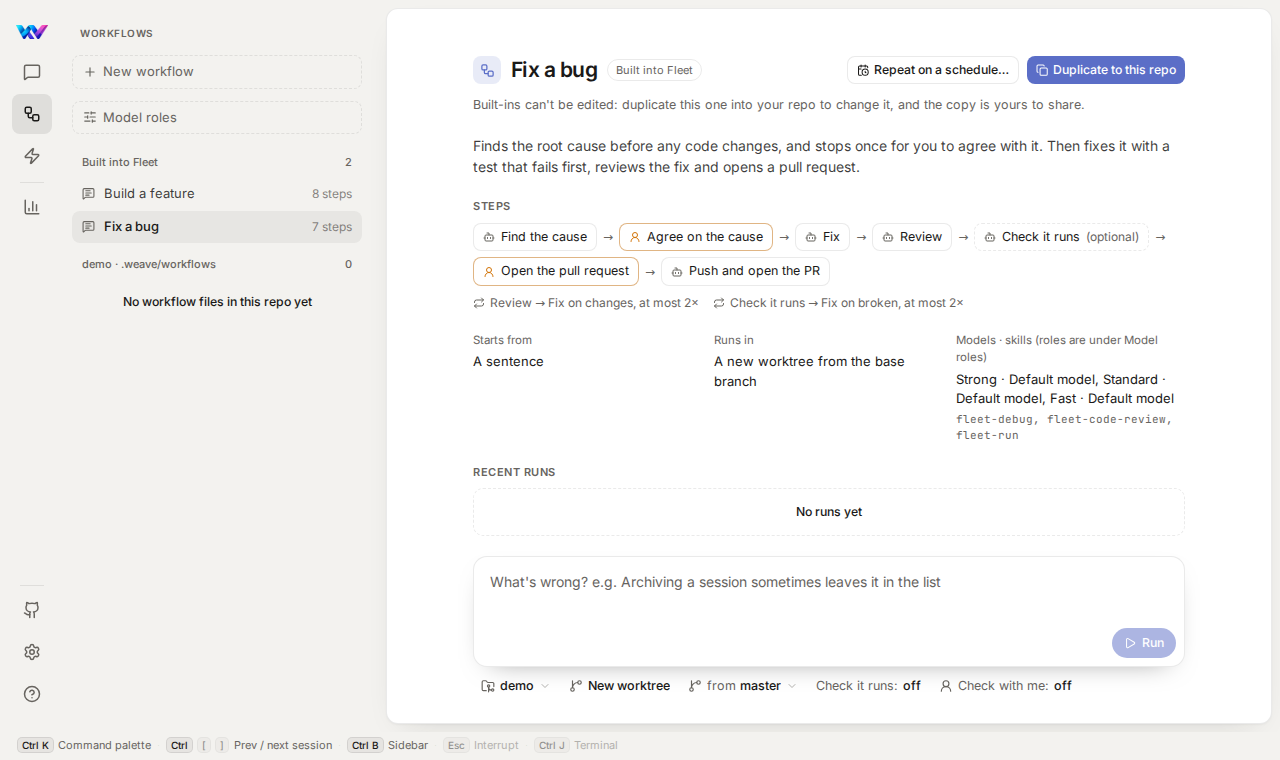 WORKFLOWS
New workflow
Model roles
Built into Fleet 2
Build a feature 8 steps
Fix a bug 7 steps
demo · .weave/workflows 0
No workflow files in this repo yet
Fix a bug Built into Fleet Repeat on a schedule... Duplicate to this repo
Built-ins can't be edited: duplicate this one into your repo to change it, and the copy is yours to share.
Finds the root cause before any code changes, and stops once for you to agree with it. Then fixes it with a
test that fails first, reviews the fix and opens a pull request.
STEPS
Find the cause → Agree on the cause → Fix → Review → Check it runs (optional) →
Open the pull request → Push and open the PR
Review → Fix on changes, at most 2× Check it runs → Fix on broken, at most 2×
Starts from
A sentence
Runs in
A new worktree from the base
branch
Models · skills (roles are under Model
roles)
Strong · Default model, Standard ·
Default model, Fast · Default model
fleet-debug, fleet-code-review,
fleet-run
RECENT RUNS
No runs yet
What's wrong? e.g. Archiving a session sometimes leaves it in the list
Run
demo New worktree from master Check it runs: off Check with me: off
Ctrl K Command palette Ctrl [ ] Prev / next session Ctrl B Sidebar Esc Interrupt Ctrl J Terminal